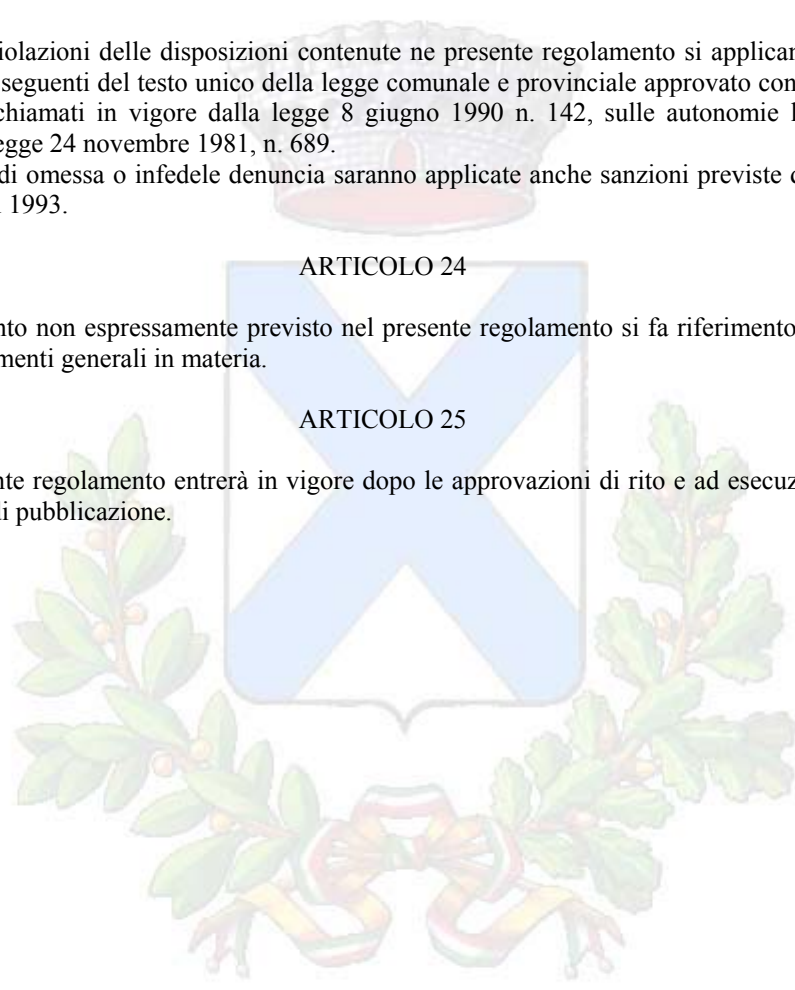 iolazioni delle disposizioni contenute ne presente regolamento si applican
seguenti del testo unico della legge comunale e provinciale approvato con
chiamati in vigore dalla legge 8 giugno 1990 n. 142, sulle autonomie l
egge 24 novembre 1981, n. 689.
di omessa o infedele denuncia saranno applicate anche sanzioni previste d
1993.
ARTICOLO 24
nto non espressamente previsto nel presente regolamento si fa riferimento
menti generali in materia.
ARTICOLO 25
nte regolamento entrerà in vigore dopo le approvazioni di rito e ad esecuz
i pubblicazione.